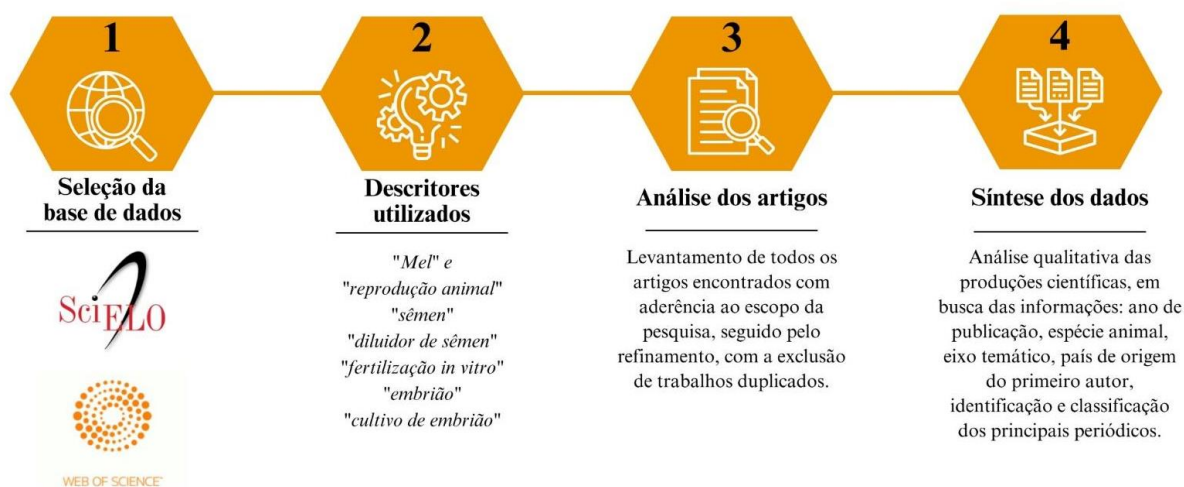 1
Seleção da
base de dados
SciELO
WEB OF SCIENCE™
2
Descritores
utilizados
"Mel" e
"reprodução animal"
"sêmen"
"diluidor de sêmen"
"fertilização in vitro"
"embrião"
"cultivo de embrião"
3
Análise dos artigos
Levantamento de todos os
artigos encontrados com
aderência ao escopo da
pesquisa, seguido pelo
refinamento, com a exclusão
de trabalhos duplicados.
4
Síntese dos dados
Análise qualitativa das
produções científicas, em
busca das informações: ano de
publicação, espécie animal,
eixo temático, país de origem
do primeiro autor,
identificação e classificação
dos principais periódicos.